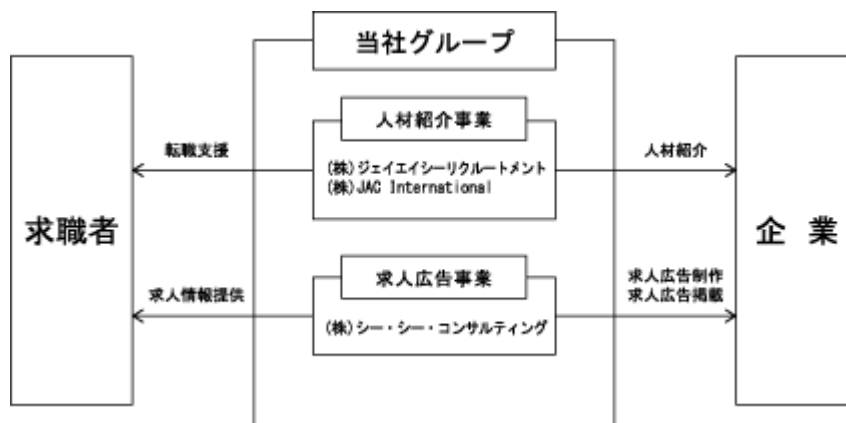 当社グループ
人材紹介事業
転職支援
人材紹介
(株)ジェイエイシーリクルートメント
(株)JAC International
求職者
企 業
求人広告事業
求人情報提供
求人広告制作
求人広告掲載
(株)シー・シー・コンサルティング